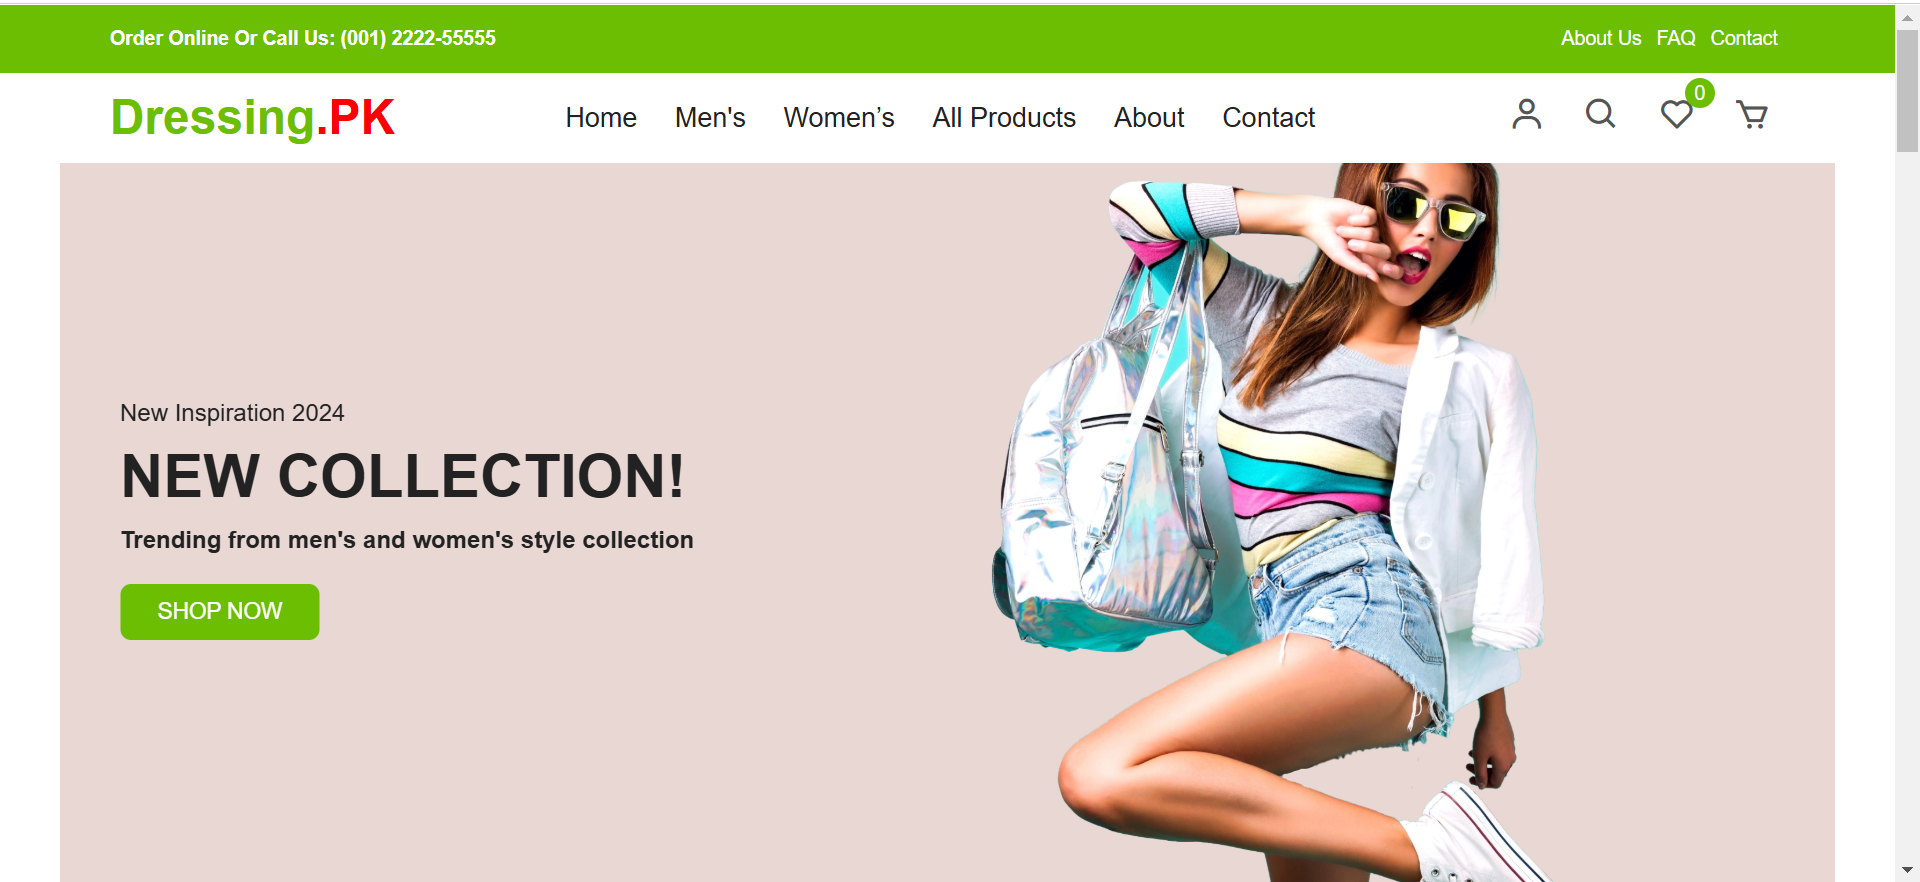 Order Online Or Call Us: (001) 2222-55555
About Us FAQ Contact
Dressing.PK
Home Men's Women’s All Products About Contact
0
New Inspiration 2024
NEW COLLECTION!
Trending from men's and women's style collection
SHOP NOW